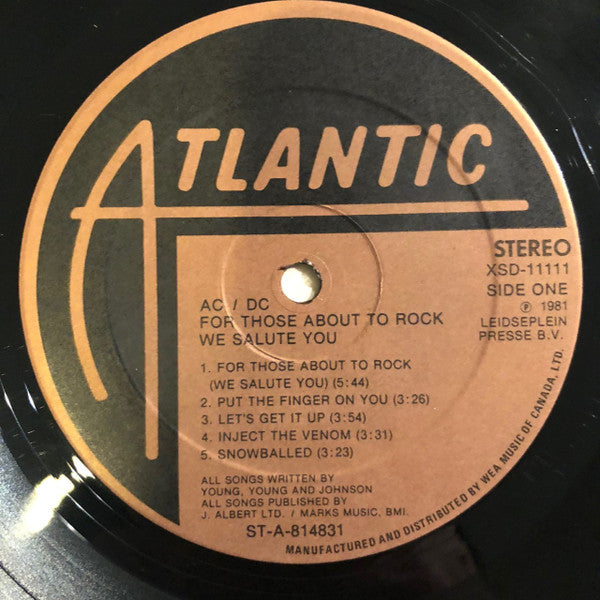 ATLANTIC
STEREO
XSD-11111
SIDE ONE
℗ 1981
LEIDSEPLEIN
PRESSE B.V.
AC / DC
FOR THOSE ABOUT TO ROCK
WE SALUTE YOU
1. FOR THOSE ABOUT TO ROCK
(WE SALUTE YOU) (5:44)
2. PUT THE FINGER ON YOU (3:26)
3. LET'S GET IT UP (3:54)
4. INJECT THE VENOM (3:31)
5. SNOWBALLED (3:23)
ALL SONGS WRITTEN BY
YOUNG, YOUNG AND JOHNSON
ALL SONGS PUBLISHED BY
J. ALBERT LTD. / MARKS MUSIC, BMI.
ST-A-814831
MANUFACTURED AND DISTRIBUTED BY WEA MUSIC OF CANADA, LTD.